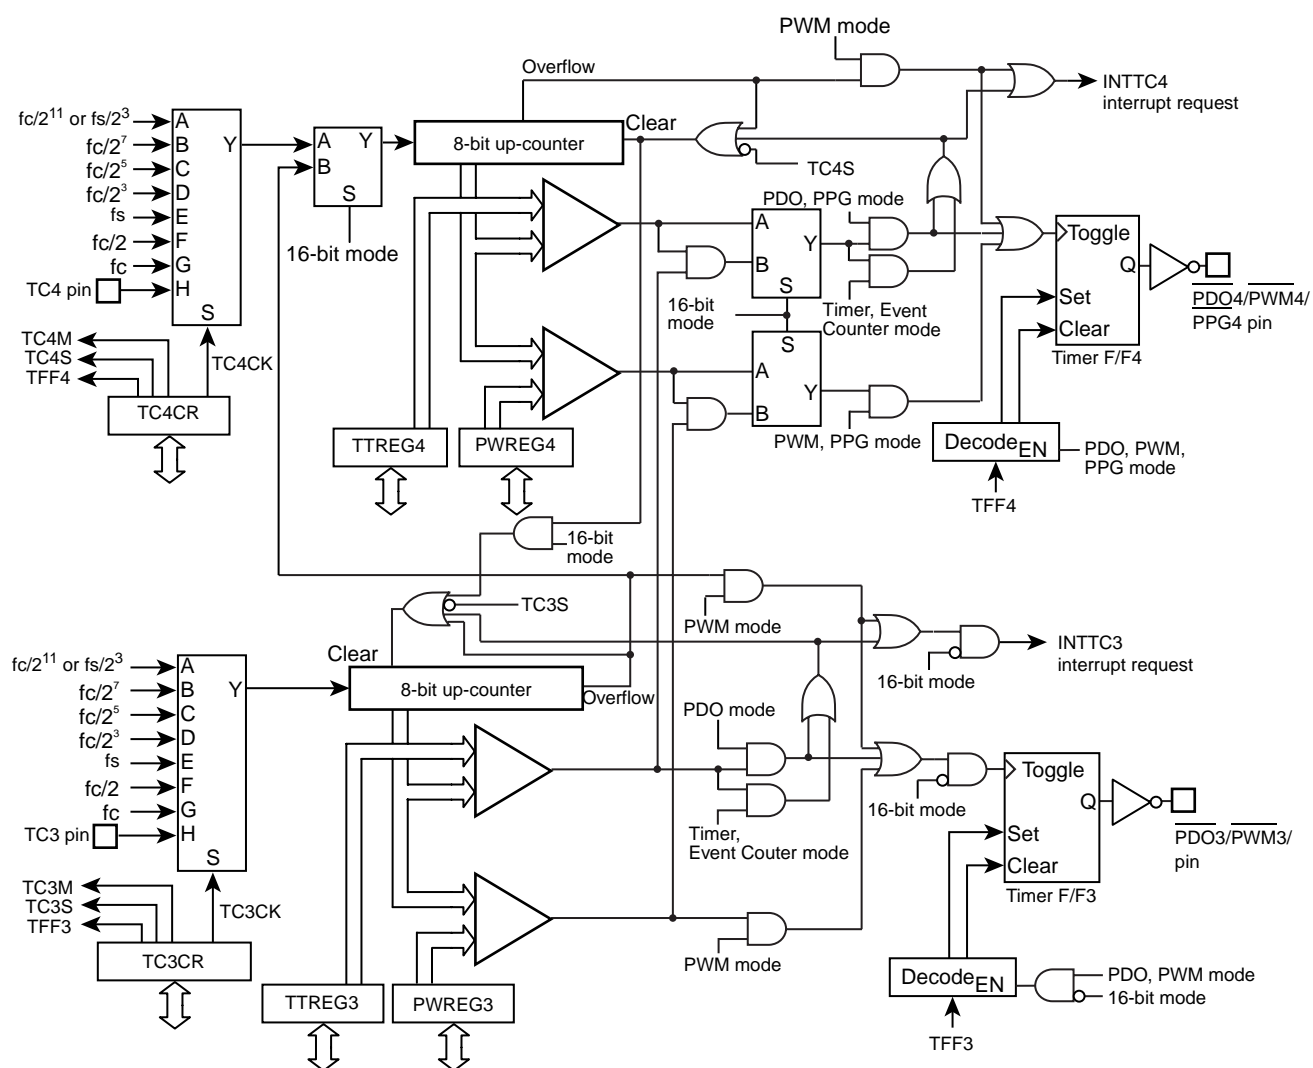 PWM mode
Overflow
INTTC4
interrupt request
fc/2¹¹ or fs/2³
fc/2⁷
fc/2⁵
fc/2³
fs
fc/2
fc
TC4 pin
A
B
C
D
E
F
G
H
Y
S
A
B
Y
S
16-bit mode
8-bit up-counter
Clear
TC4S
TC4M
TC4S
TFF4
TC4CK
TC4CR
TTREG4
PWREG4
PDO, PPG mode
A
B
Y
S
16-bit
mode
Timer, Event
Counter mode
S
A
B
Y
PWM, PPG mode
Toggle
Q
Set
Clear
Timer F/F4
PDO4/PWM4/
PPG4 pin
Decode EN
PDO, PWM,
PPG mode
TFF4
16-bit
mode
TC3S
PWM mode
INTTC3
interrupt request
16-bit mode
fc/2¹¹ or fs/2³
fc/2⁷
fc/2⁵
fc/2³
fs
fc/2
fc
TC3 pin
A
B
C
D
E
F
G
H
Y
S
Clear
8-bit up-counter
Overflow
PDO mode
Timer,
Event Couter mode
16-bit mode
Toggle
Q
Set
Clear
Timer F/F3
PDO3/PWM3/
pin
TC3M
TC3S
TFF3
TC3CK
TC3CR
TTREG3
PWREG3
PWM mode
Decode EN
PDO, PWM mode
16-bit mode
TFF3